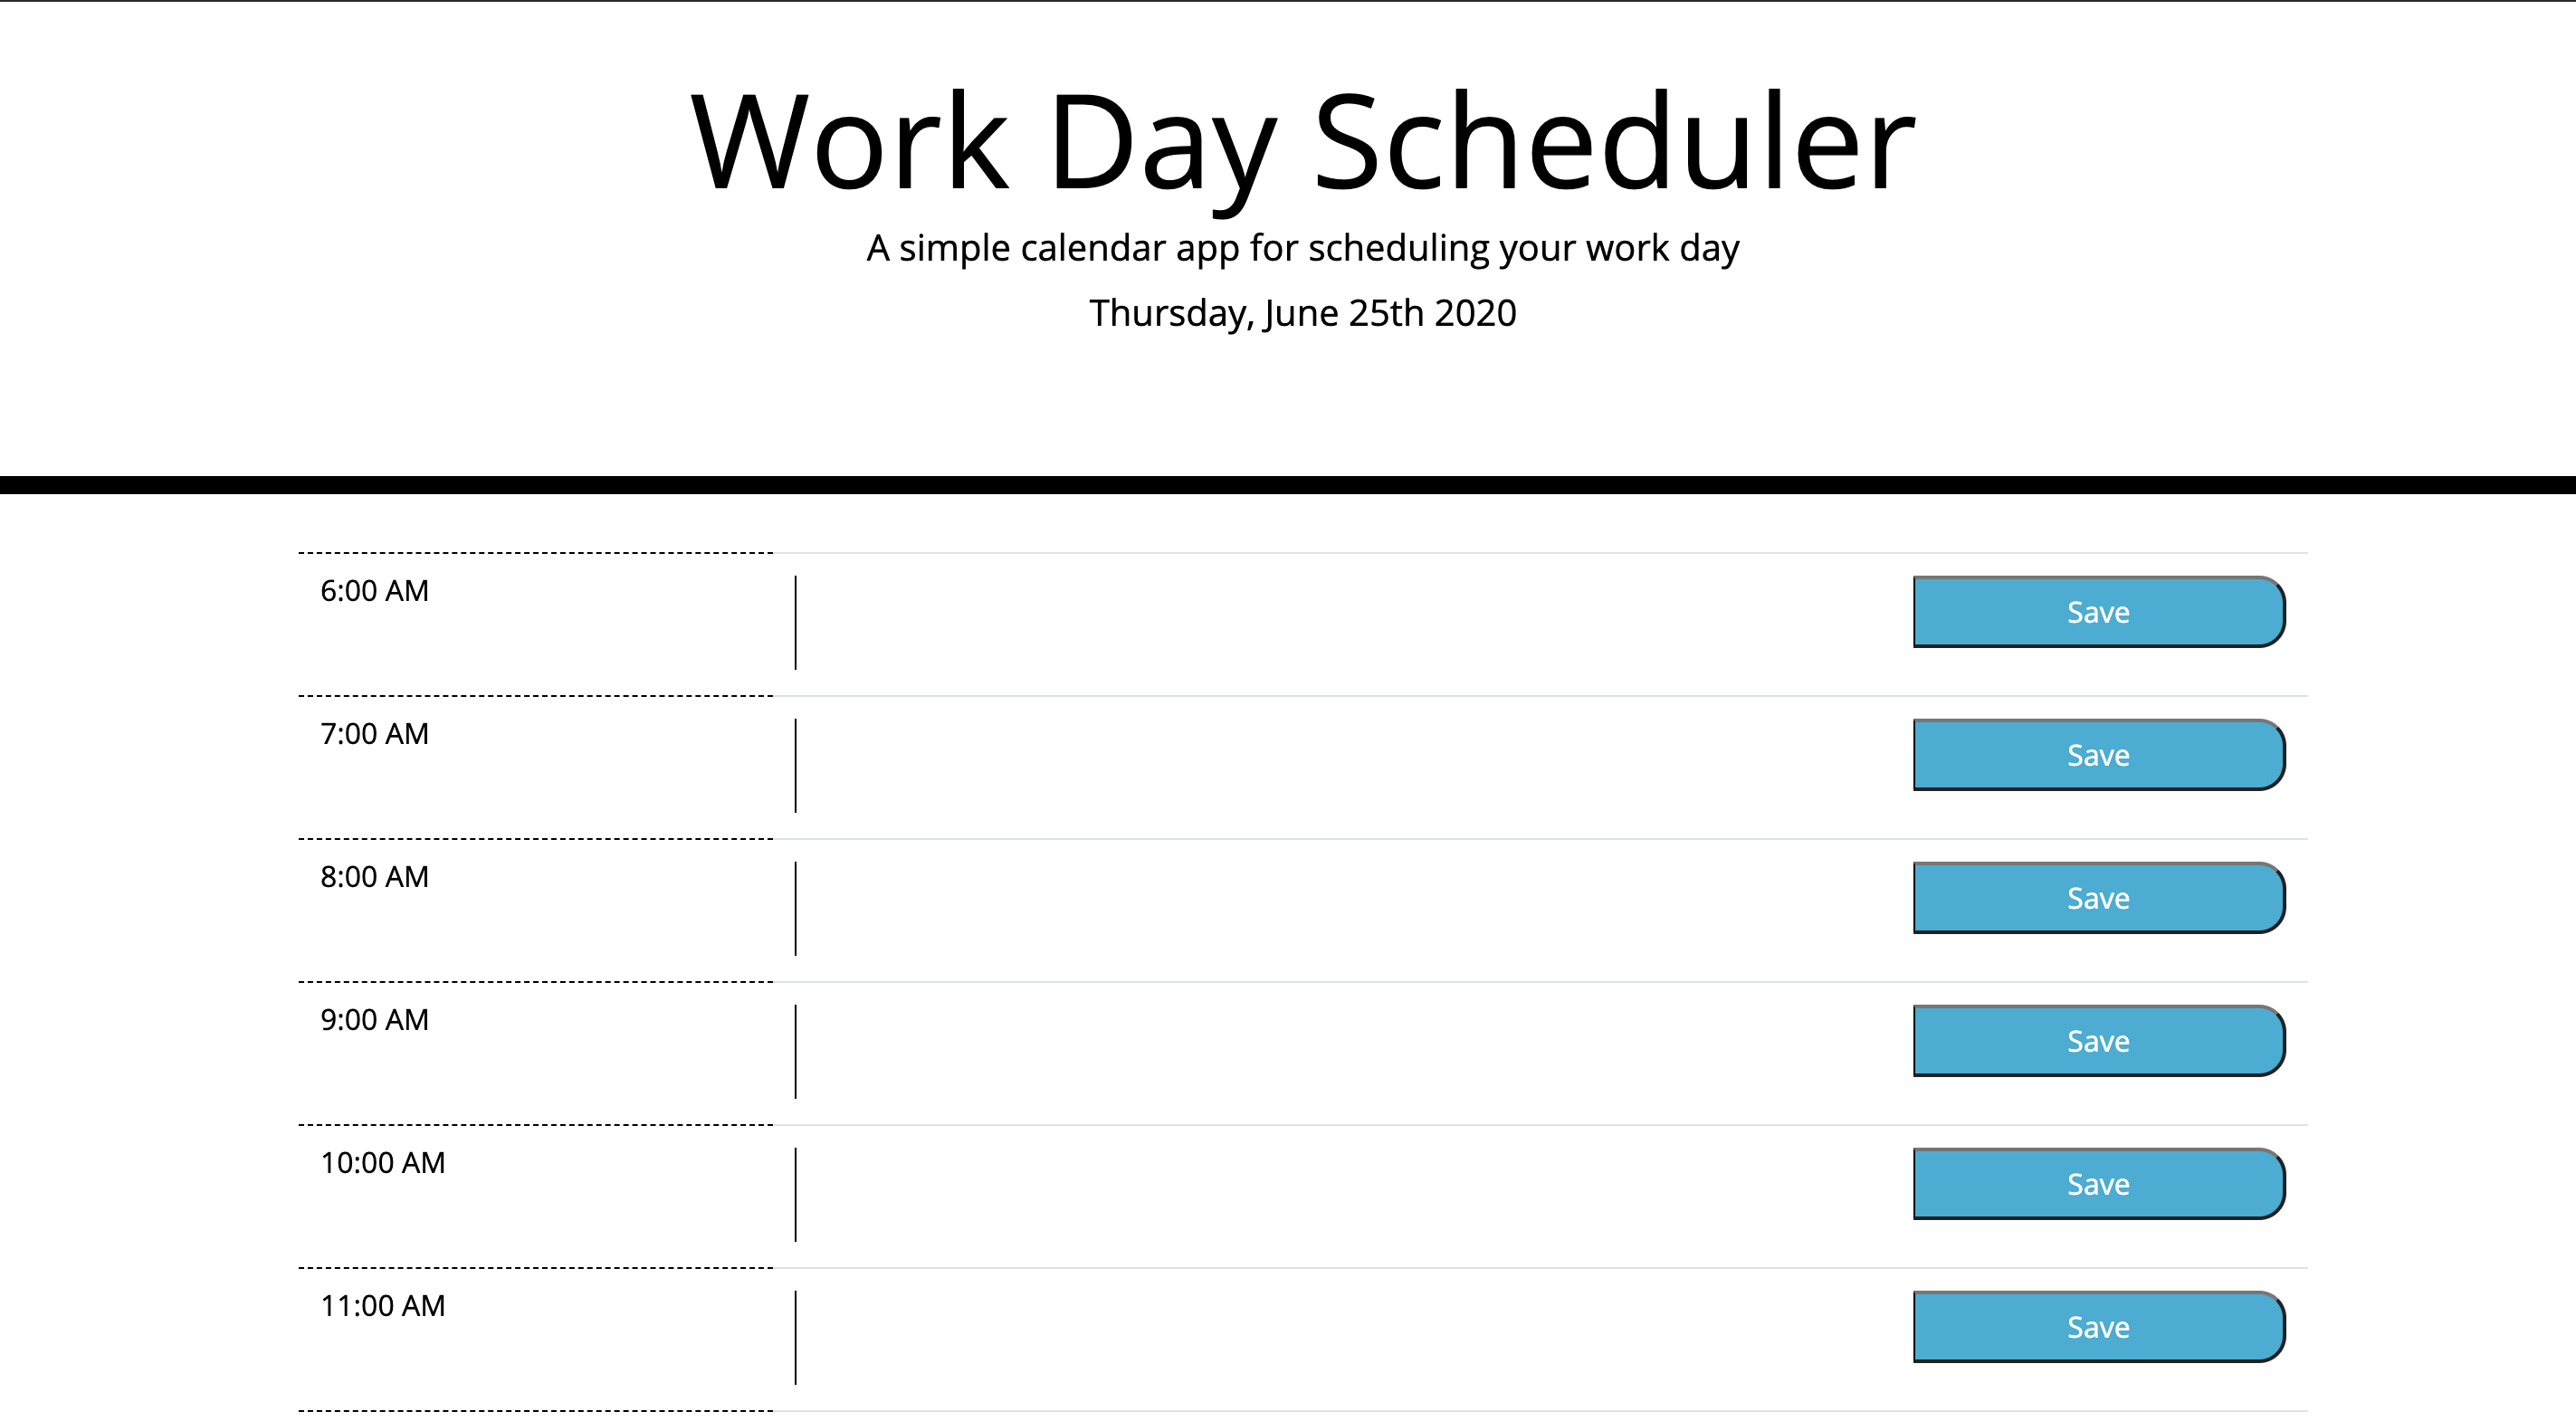 Work Day Scheduler
A simple calendar app for scheduling your work day
Thursday, June 25th 2020
6:00 AM Save
7:00 AM Save
8:00 AM Save
9:00 AM Save
10:00 AM Save
11:00 AM Save